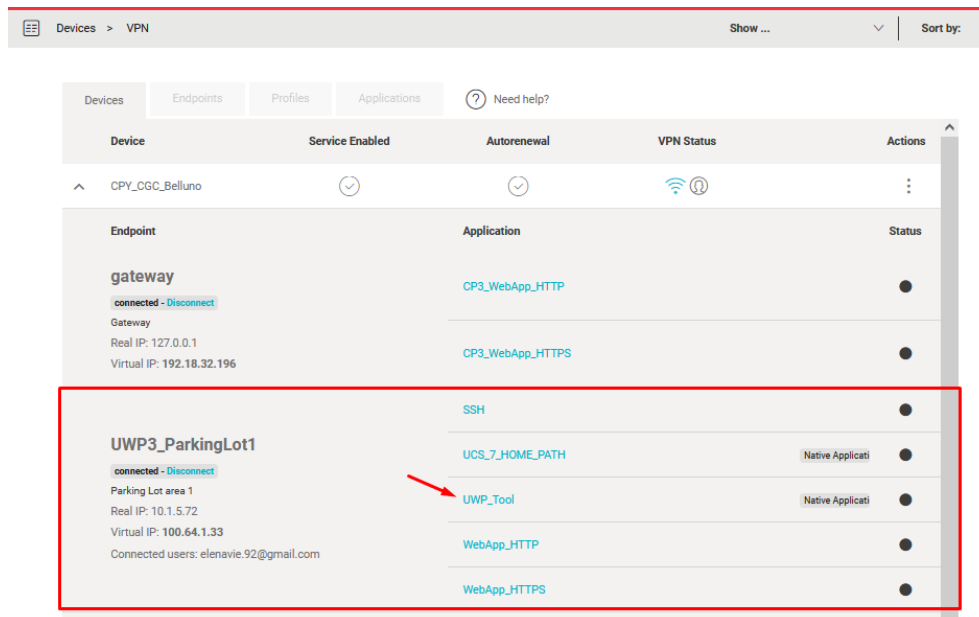 Devices > VPN Show ... Sort by:
Devices Endpoints Profiles Applications ? Need help?
Device Service Enabled Autorenewal VPN Status Actions
CPY_CGC_Belluno
Endpoint Application Status
gateway
connected - Disconnect
Gateway
Real IP: 127.0.0.1
Virtual IP: 192.18.32.196
CP3_WebApp_HTTP
CP3_WebApp_HTTPS
UWP3_ParkingLot1
connected - Disconnect
Parking Lot area 1
Real IP: 10.1.5.72
Virtual IP: 100.64.1.33
Connected users: elenavie.92@gmail.com
SSH
UCS_7_HOME_PATH Native Applicati
UWP_Tool Native Applicati
WebApp_HTTP
WebApp_HTTPS